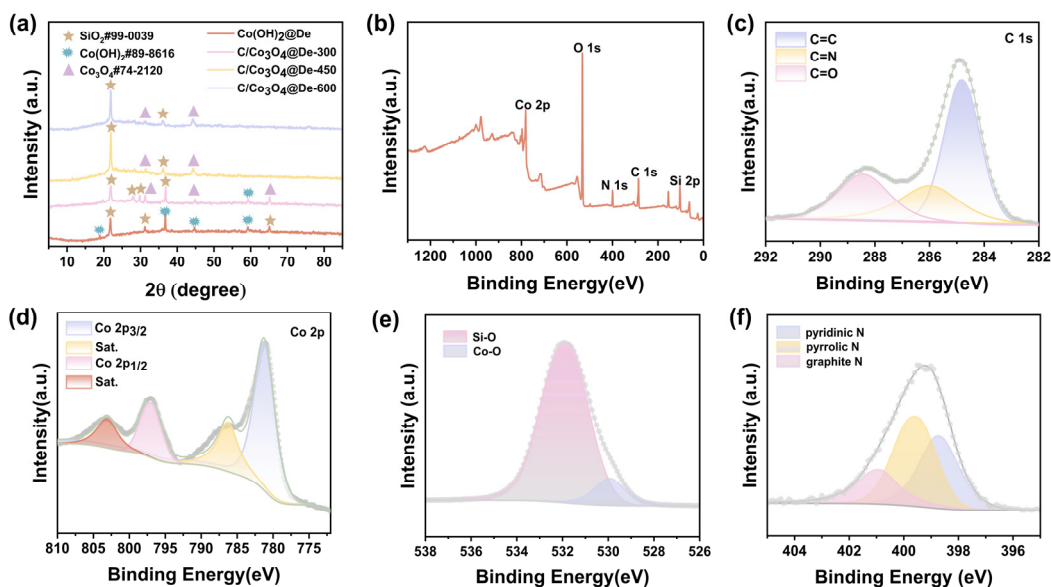 (a)
SiO2#99-0039
Co(OH)2#89-8616
Co3O4#74-2120
Co(OH)2@De
C/Co3O4@De-300
C/Co3O4@De-450
C/Co3O4@De-600
Intensity(a.u.)
10 20 30 40 50 60 70 80
2θ (degree)
(b)
O 1s
Co 2p
N 1s
C 1s
Si 2p
Intensity (a.u.)
1200 1000 800 600 400 200 0
Binding Energy(eV)
(c)
C=C
C=N
C=O
C 1s
Intensity(a.u.)
292 290 288 286 284 282
Binding Energy(eV)
(d)
Co 2p3/2
Sat.
Co 2p1/2
Sat.
Co 2p
Intensity(a.u.)
810 803 797 790 785 780 775
Binding Energy(eV)
(e)
Si-O
Co-O
Intensity (a.u.)
538 536 534 532 530 528 526
Binding Energy(eV)
(f)
pyridinic N
pyrrolic N
graphite N
Intensity (a.u.)
404 402 400 398 396
Binding Energy (eV)